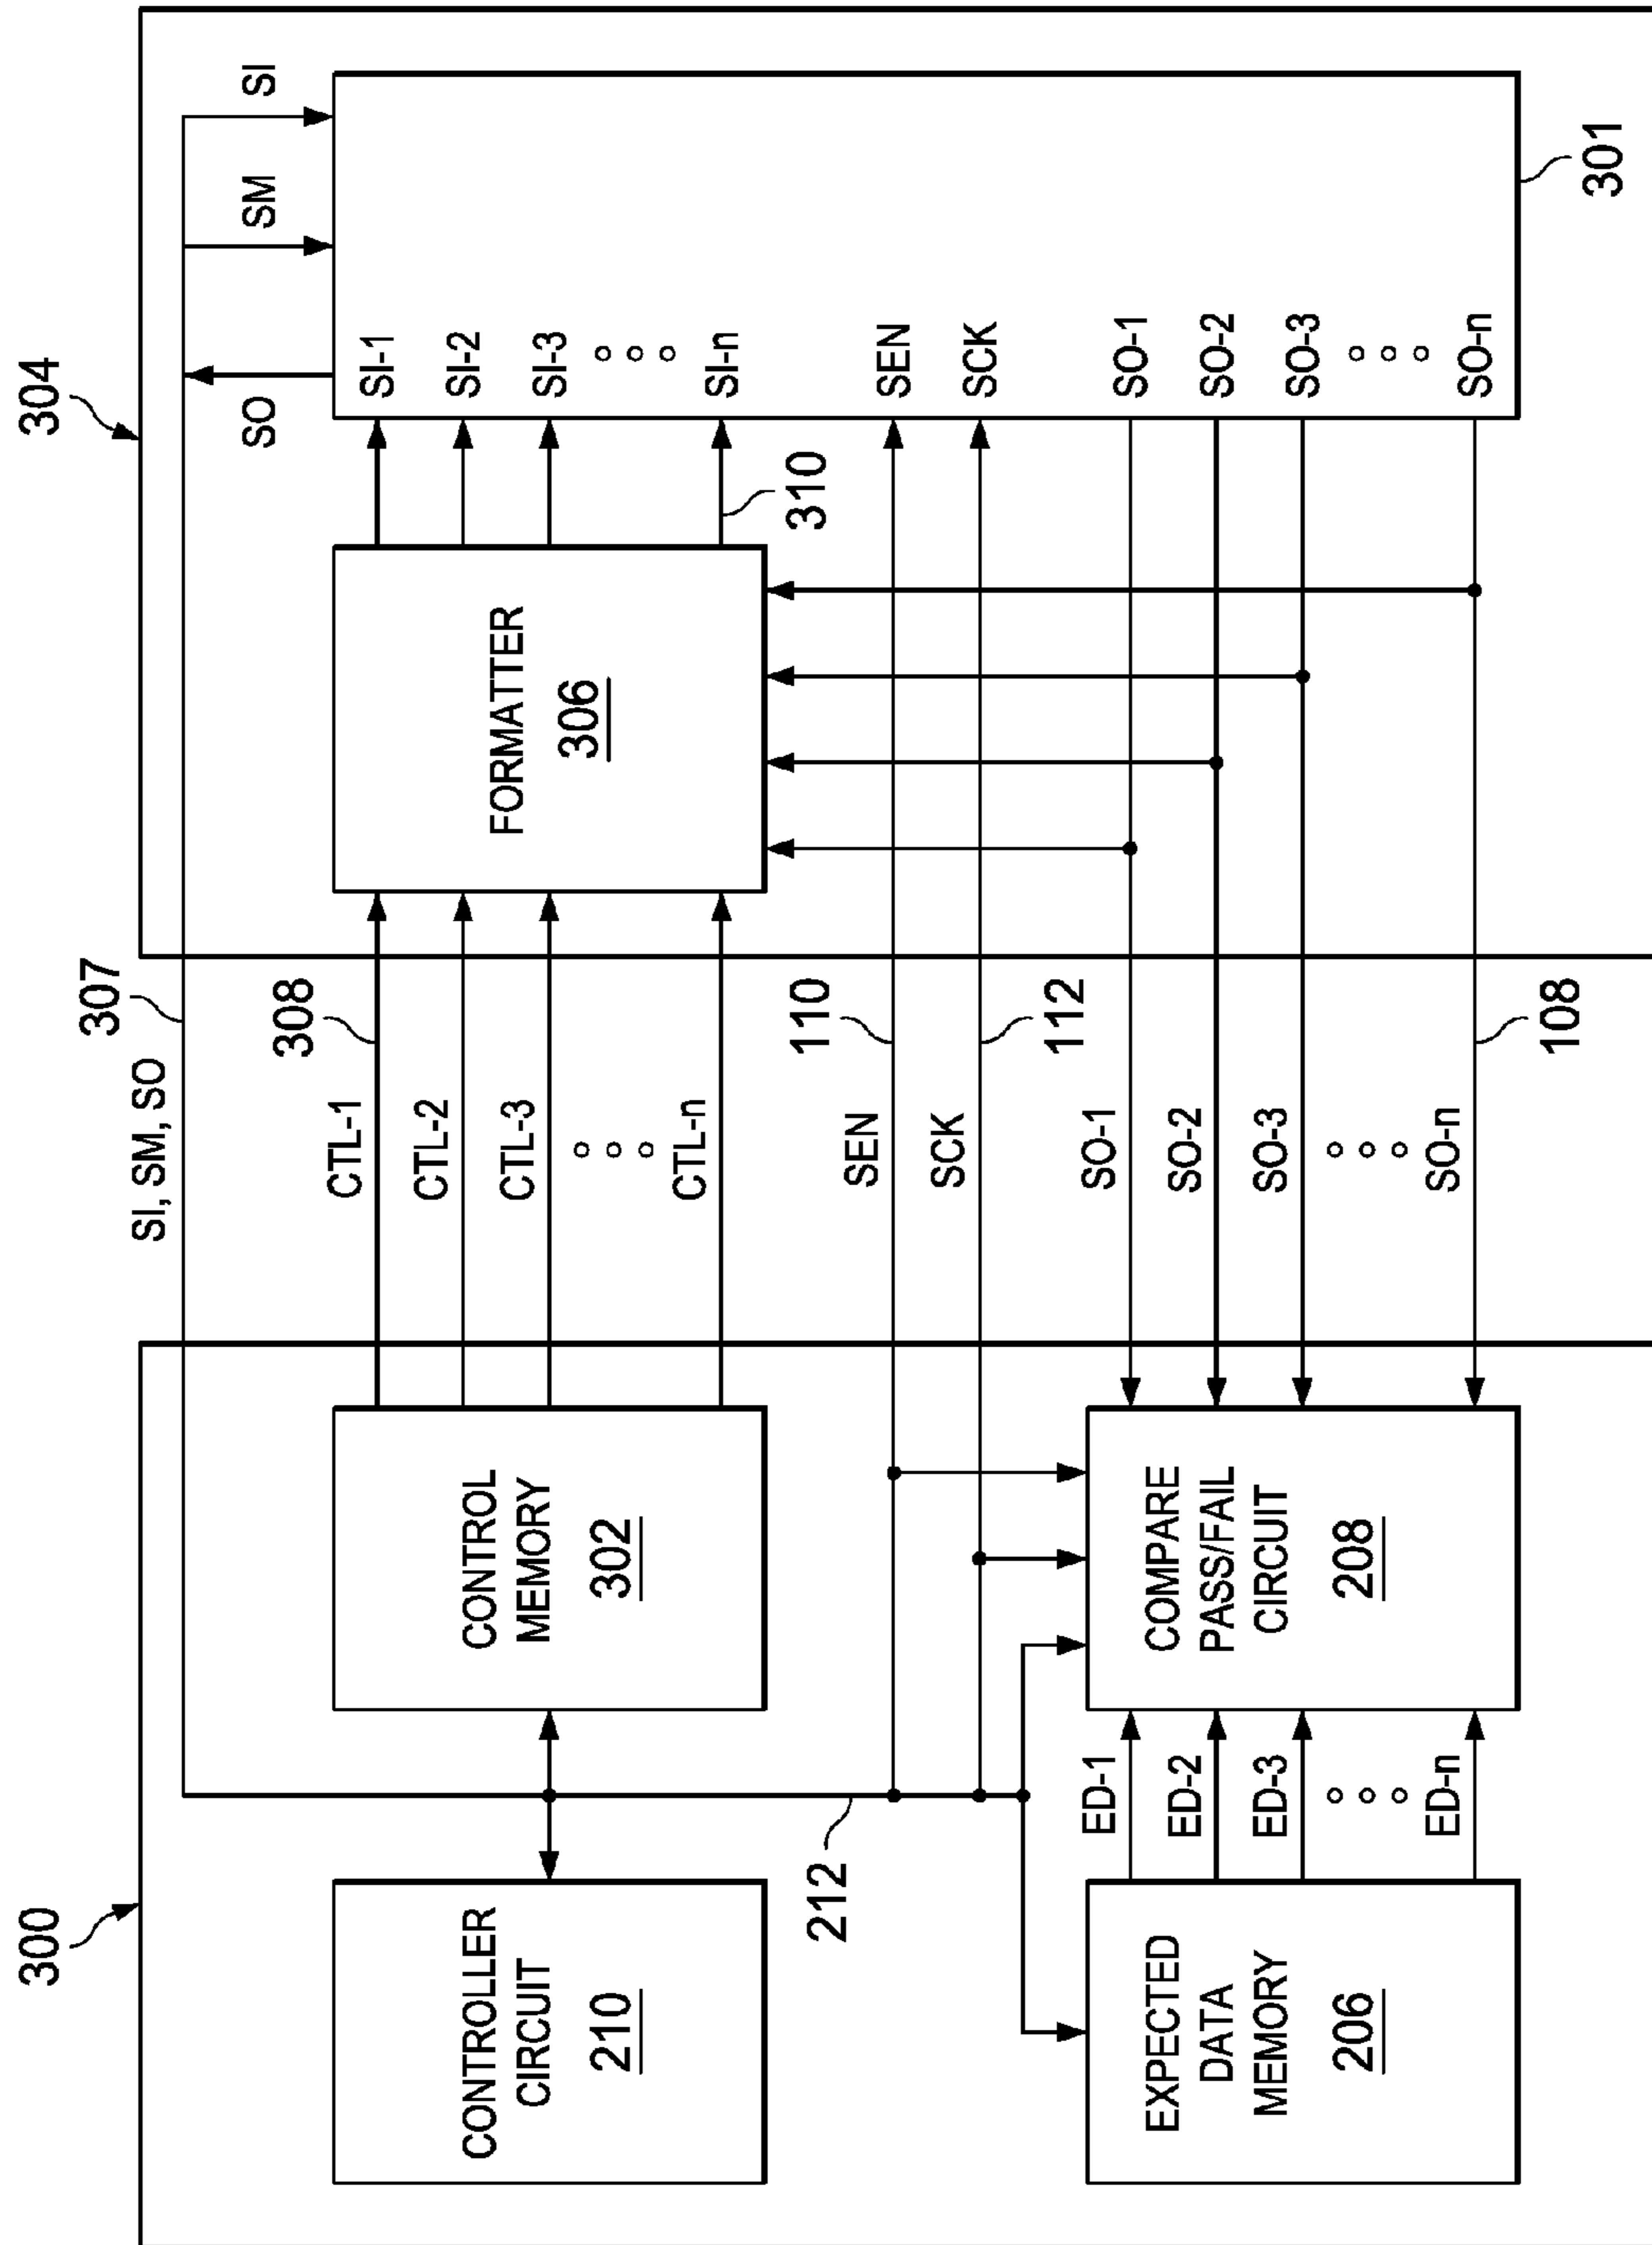 300
307
304
SI, SM, SO
SO
SM
SI
CONTROLLER
CIRCUIT
210
CONTROL
MEMORY
302
CTL-1
CTL-2
CTL-3
CTL-n
308
FORMATTER
306
310
SI-1
SI-2
SI-3
SI-n
SEN
SCK
SO-1
SO-2
SO-3
SO-n
301
212
SEN
110
SCK
112
SO-1
SO-2
SO-3
SO-n
108
EXPECTED
DATA
MEMORY
206
ED-1
ED-2
ED-3
ED-n
COMPARE
PASS/FAIL
CIRCUIT
208